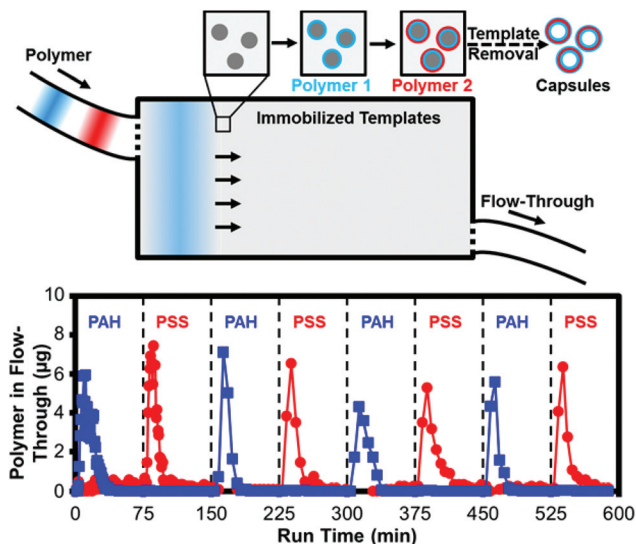 Polymer
Polymer 1
Polymer 2
Template
Removal
Capsules
Immobilized Templates
Flow-Through
Polymer in Flow-
Through (µg)
10
8
6
4
2
0
PAH PSS PAH PSS PAH PSS PAH PSS
0 75 150 225 300 375 450 525 600
Run Time (min)